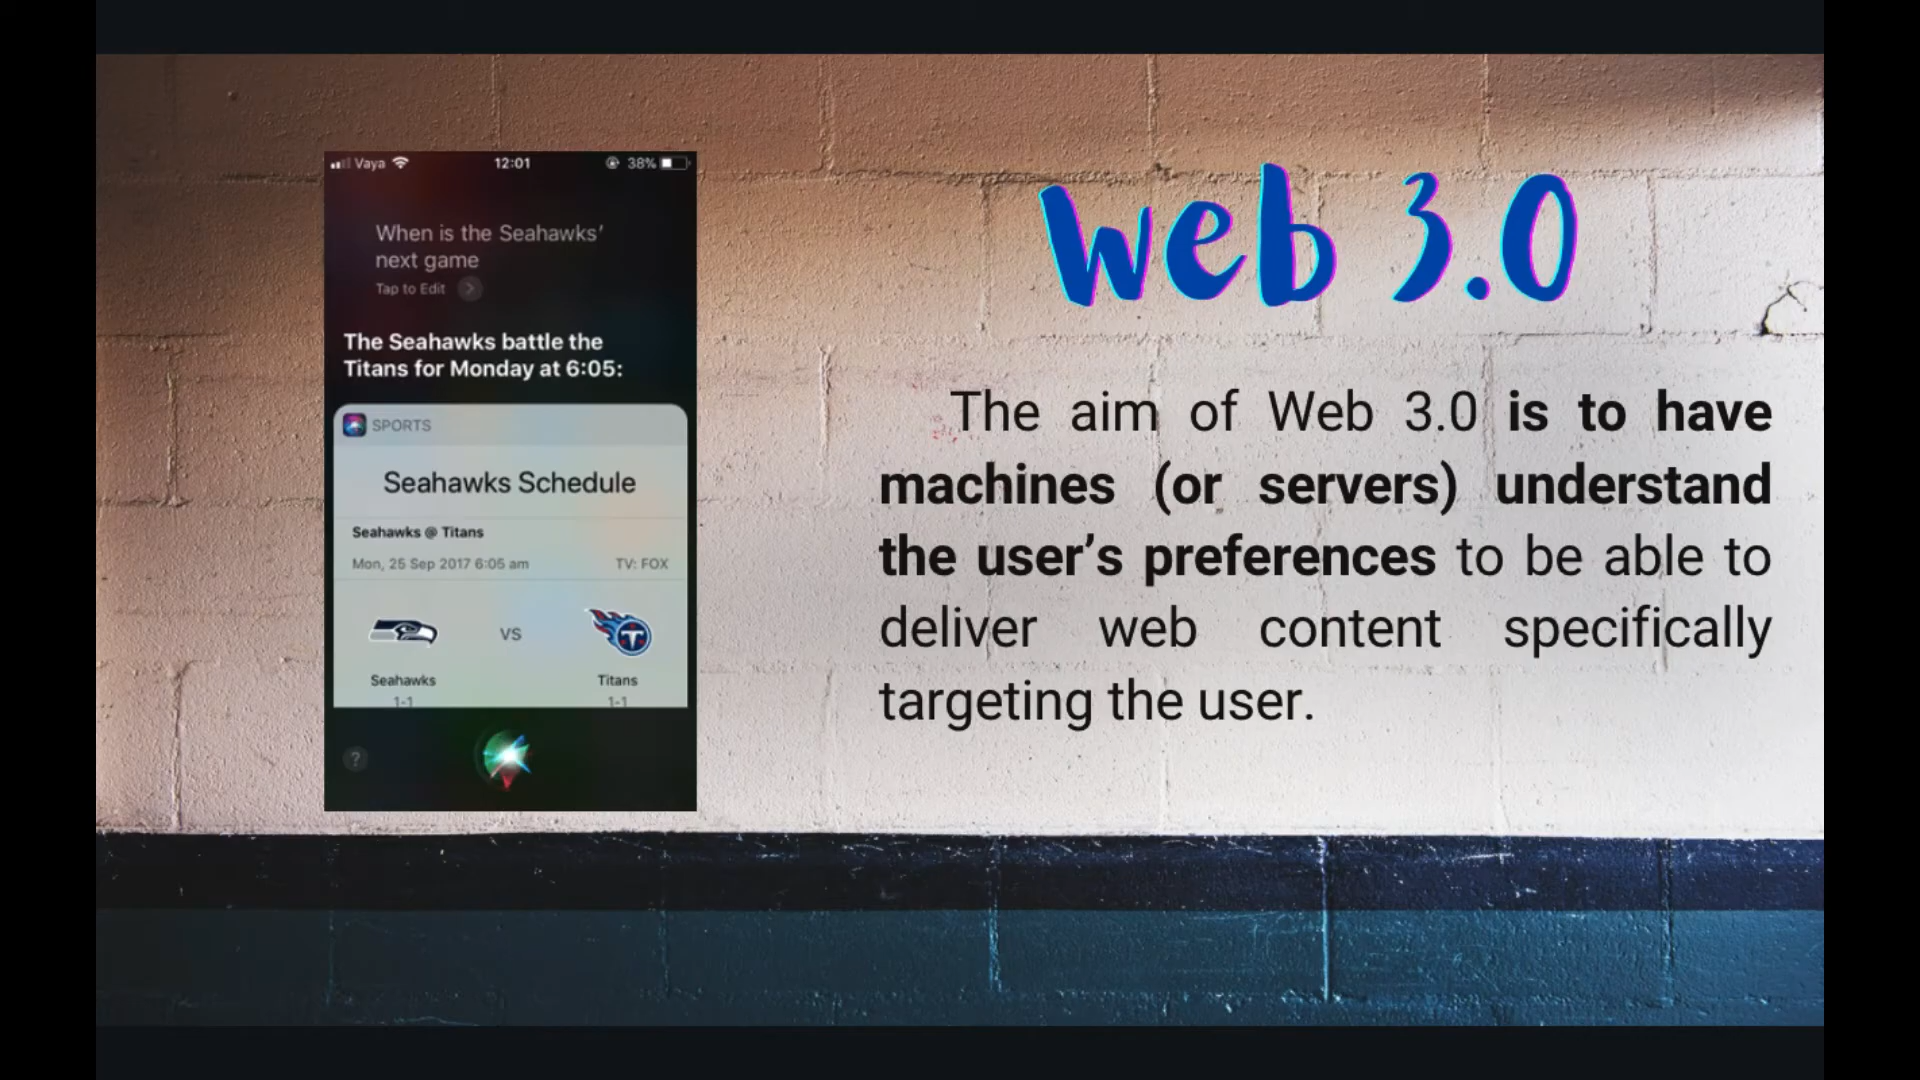 Vaya 12:01 38%
When is the Seahawks'
next game
Tap to Edit
The Seahawks battle the
Titans for Monday at 6:05:
SPORTS
Seahawks Schedule
Seahawks @ Titans
Mon, 25 Sep 2017 6:05 am TV: FOX
VS
T
Seahawks Titans
1-1 1-1
?
Web 3.0
The aim of Web 3.0 is to have
machines (or servers) understand
the user’s preferences to be able to
deliver web content specifically
targeting the user.